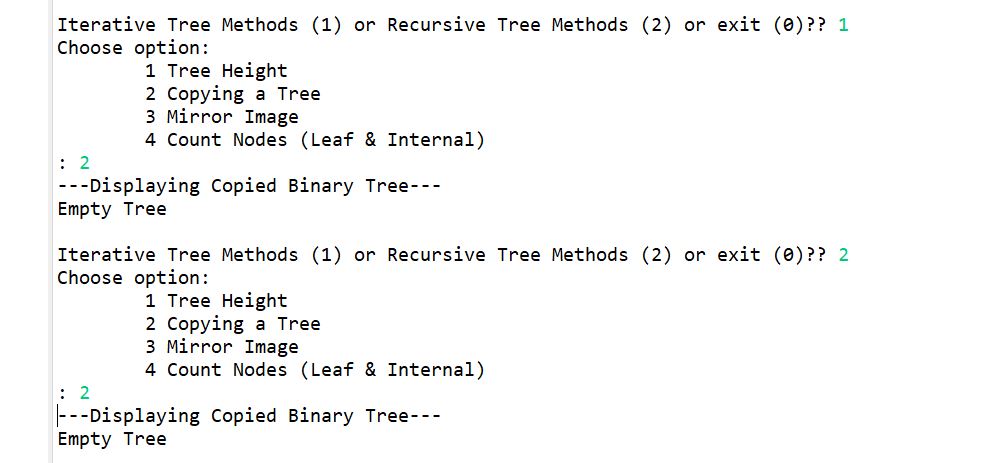 Iterative Tree Methods (1) or Recursive Tree Methods (2) or exit (0)?? 1
Choose option:
1 Tree Height
2 Copying a Tree
3 Mirror Image
4 Count Nodes (Leaf & Internal)
: 2
---Displaying Copied Binary Tree---
Empty Tree
Iterative Tree Methods (1) or Recursive Tree Methods (2) or exit (0)?? 2
Choose option:
1 Tree Height
2 Copying a Tree
3 Mirror Image
4 Count Nodes (Leaf & Internal)
: 2
---Displaying Copied Binary Tree---
Empty Tree